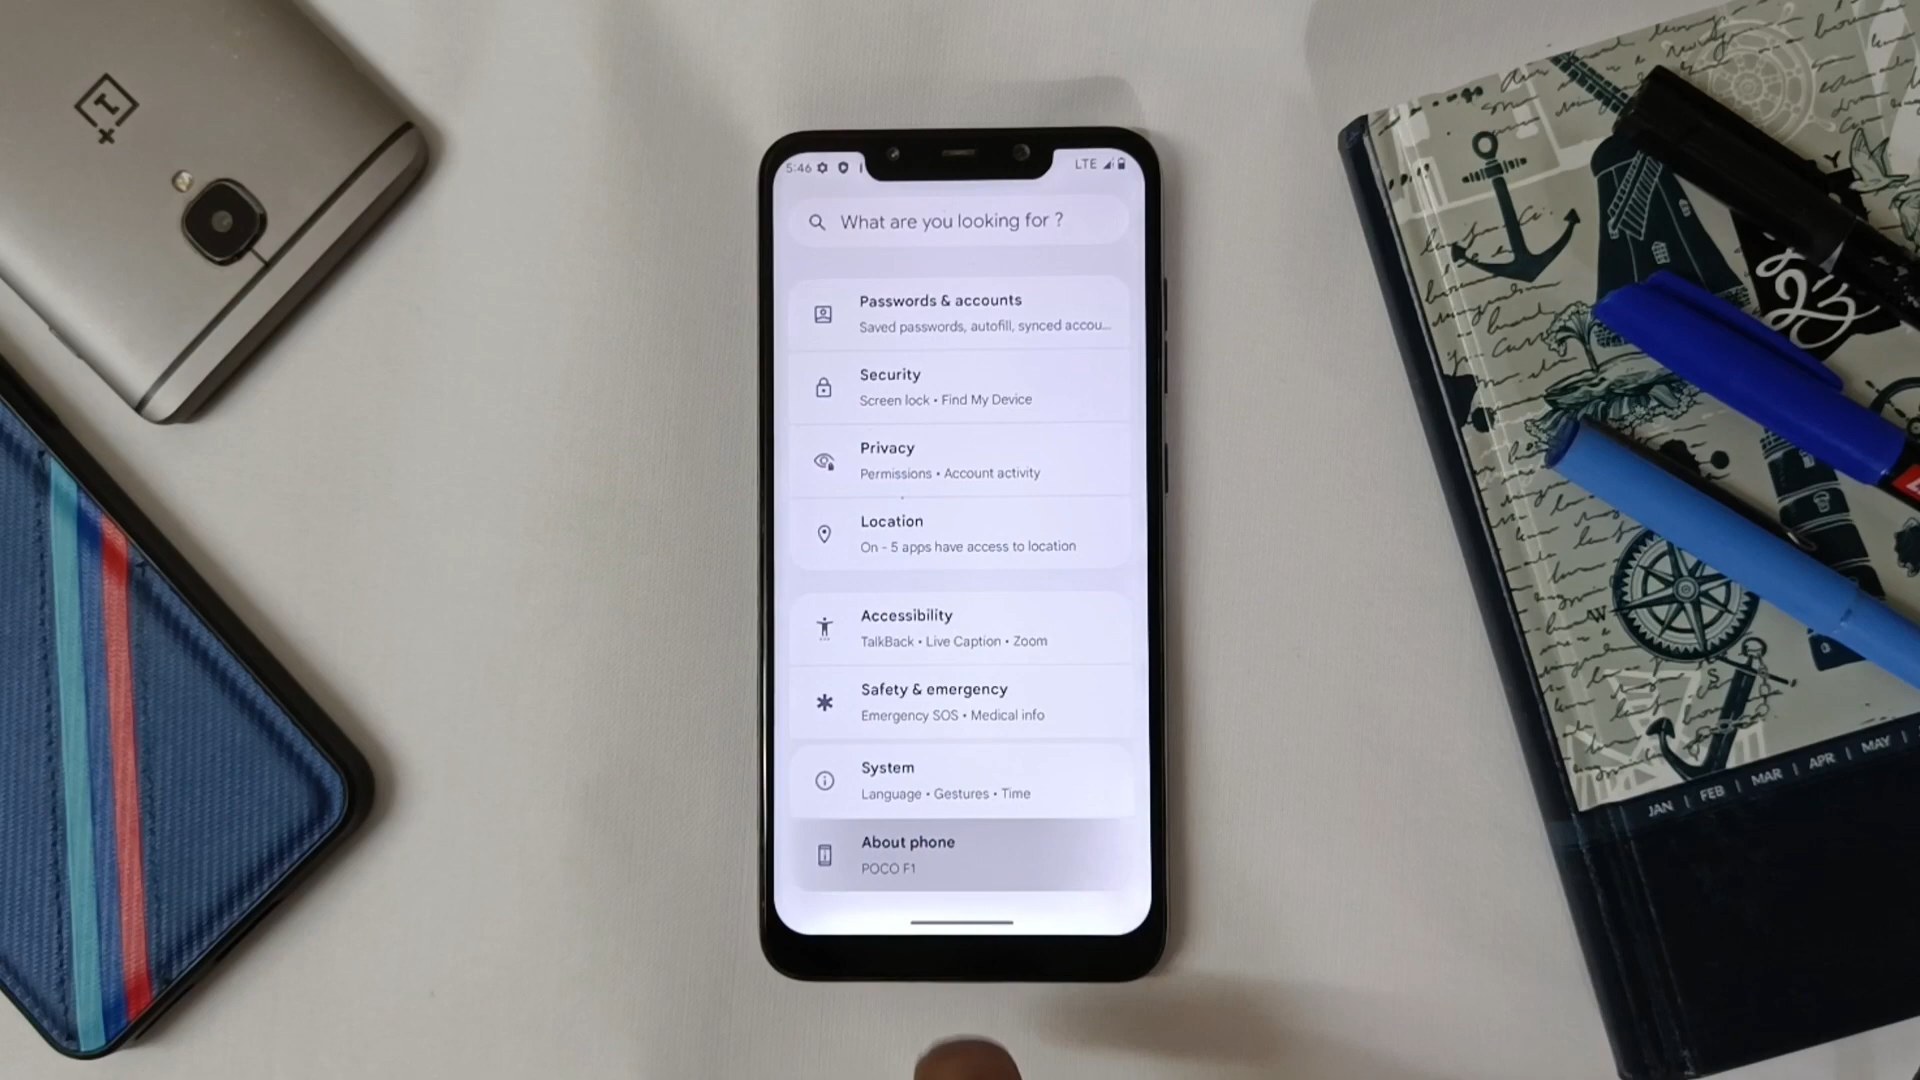 5:46
LTE
What are you looking for ?
Passwords & accounts
Saved passwords, autofill, synced accou...
Security
Screen lock • Find My Device
Privacy
Permissions • Account activity
Location
On - 5 apps have access to location
Accessibility
TalkBack • Live Caption • Zoom
Safety & emergency
Emergency SOS • Medical info
System
Language • Gestures • Time
About phone
POCO F1
JAN | FEB | MAR | APR | MAY |